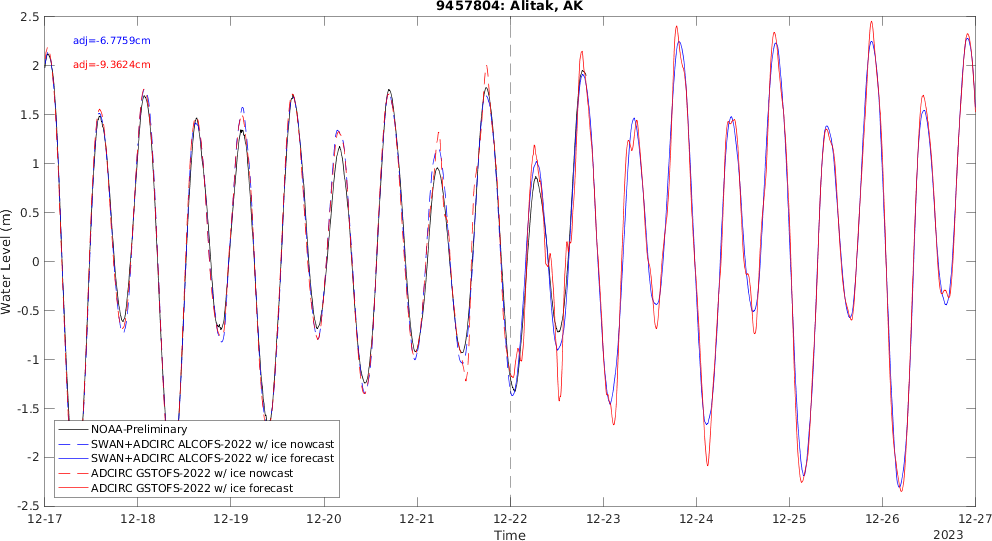 9457804: Alitak, AK
adj=-6.7759cm
adj=-9.3624cm
Water Level (m)
2.5
2
1.5
1
0.5
0
-0.5
-1
-1.5
-2
-2.5
NOAA-Preliminary
SWAN+ADCIRC ALCOFS-2022 w/ ice nowcast
SWAN+ADCIRC ALCOFS-2022 w/ ice forecast
ADCIRC GSTOFS-2022 w/ ice nowcast
ADCIRC GSTOFS-2022 w/ ice forecast
12-17 12-18 12-19 12-20 12-21 12-22 12-23 12-24 12-25 12-26 12-27
Time
2023